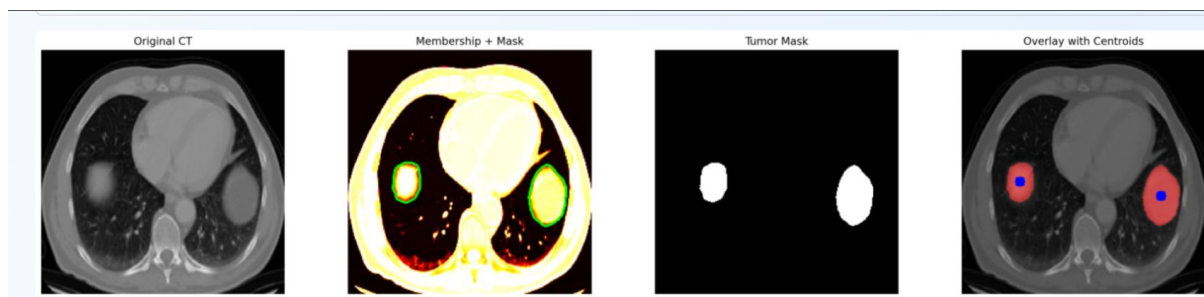 Original CT
Membership + Mask
Tumor Mask
Overlay with Centroids